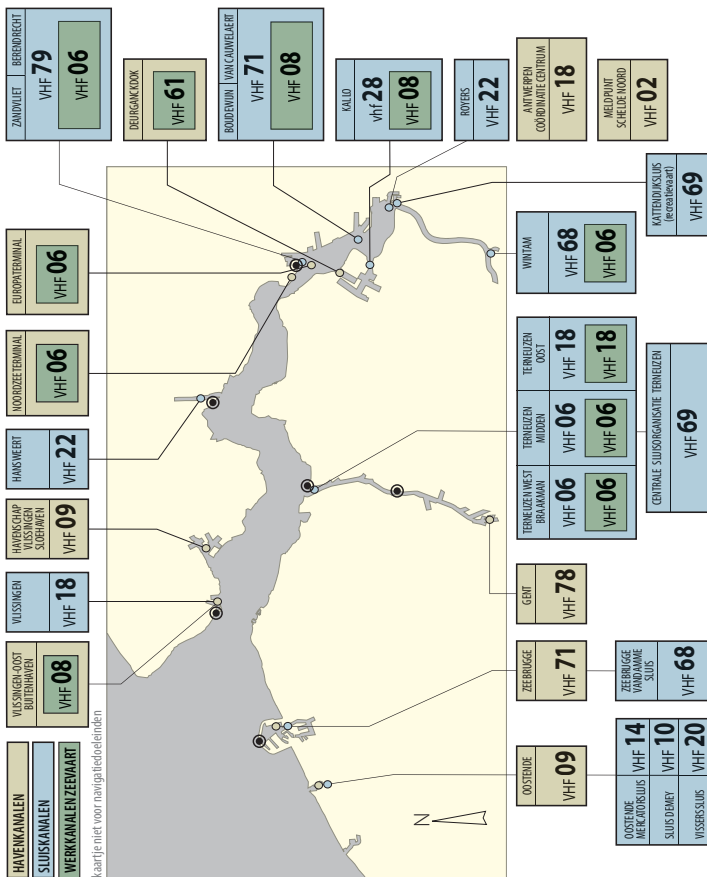 HAVENKANALEN
SLUISKANALEN
WERKKANALEN ZEEVAART
kaartje niet voor navigatiedoeleinden
VLISSINGEN-OOST
BUITENHAVEN
VHF 08
VLISSINGEN
VHF 18
HAVENSCHAP
VLISSINGEN
SLOEHAVEN
VHF 09
HANSWEERT
VHF 22
NOORDZEETERMINAL
VHF 06
EUROPATERMINAL
VHF 06
ZANDVLIET
BERENDRECHT
VHF 79
VHF 06
DEURGANCKDOK
VHF 61
BOUDEWIJN
VAN CAUWELAERT
VHF 71
VHF 08
KALLO
vhf 28
VHF 08
ROYERS
VHF 22
ANTWERPEN
COÖRDINATIE CENTRUM
VHF 18
MELDPUNT
SCHELDE NOORD
VHF 02
KATTENDIJKSLUIS
(recreatievaart)
VHF 69
WINTAM
VHF 68
VHF 06
TERNEUZEN WEST
BRAAKMAN
VHF 06
VHF 06
TERNEUZEN
MIDDEN
VHF 06
VHF 06
TERNEUZEN
OOST
VHF 18
VHF 18
CENTRALE SLUISORGANISATIE TERNEUZEN
VHF 69
GENT
VHF 78
ZEEBRUGGE
VHF 71
ZEEBRUGGE
VANDAMME
SLUIS
VHF 68
OOSTENDE
VHF 09
OOSTENDE
MERCATORSLUIS
VHF 14
SLUIS DEMEY
VHF 10
VISSERSSLUIS
VHF 20
N